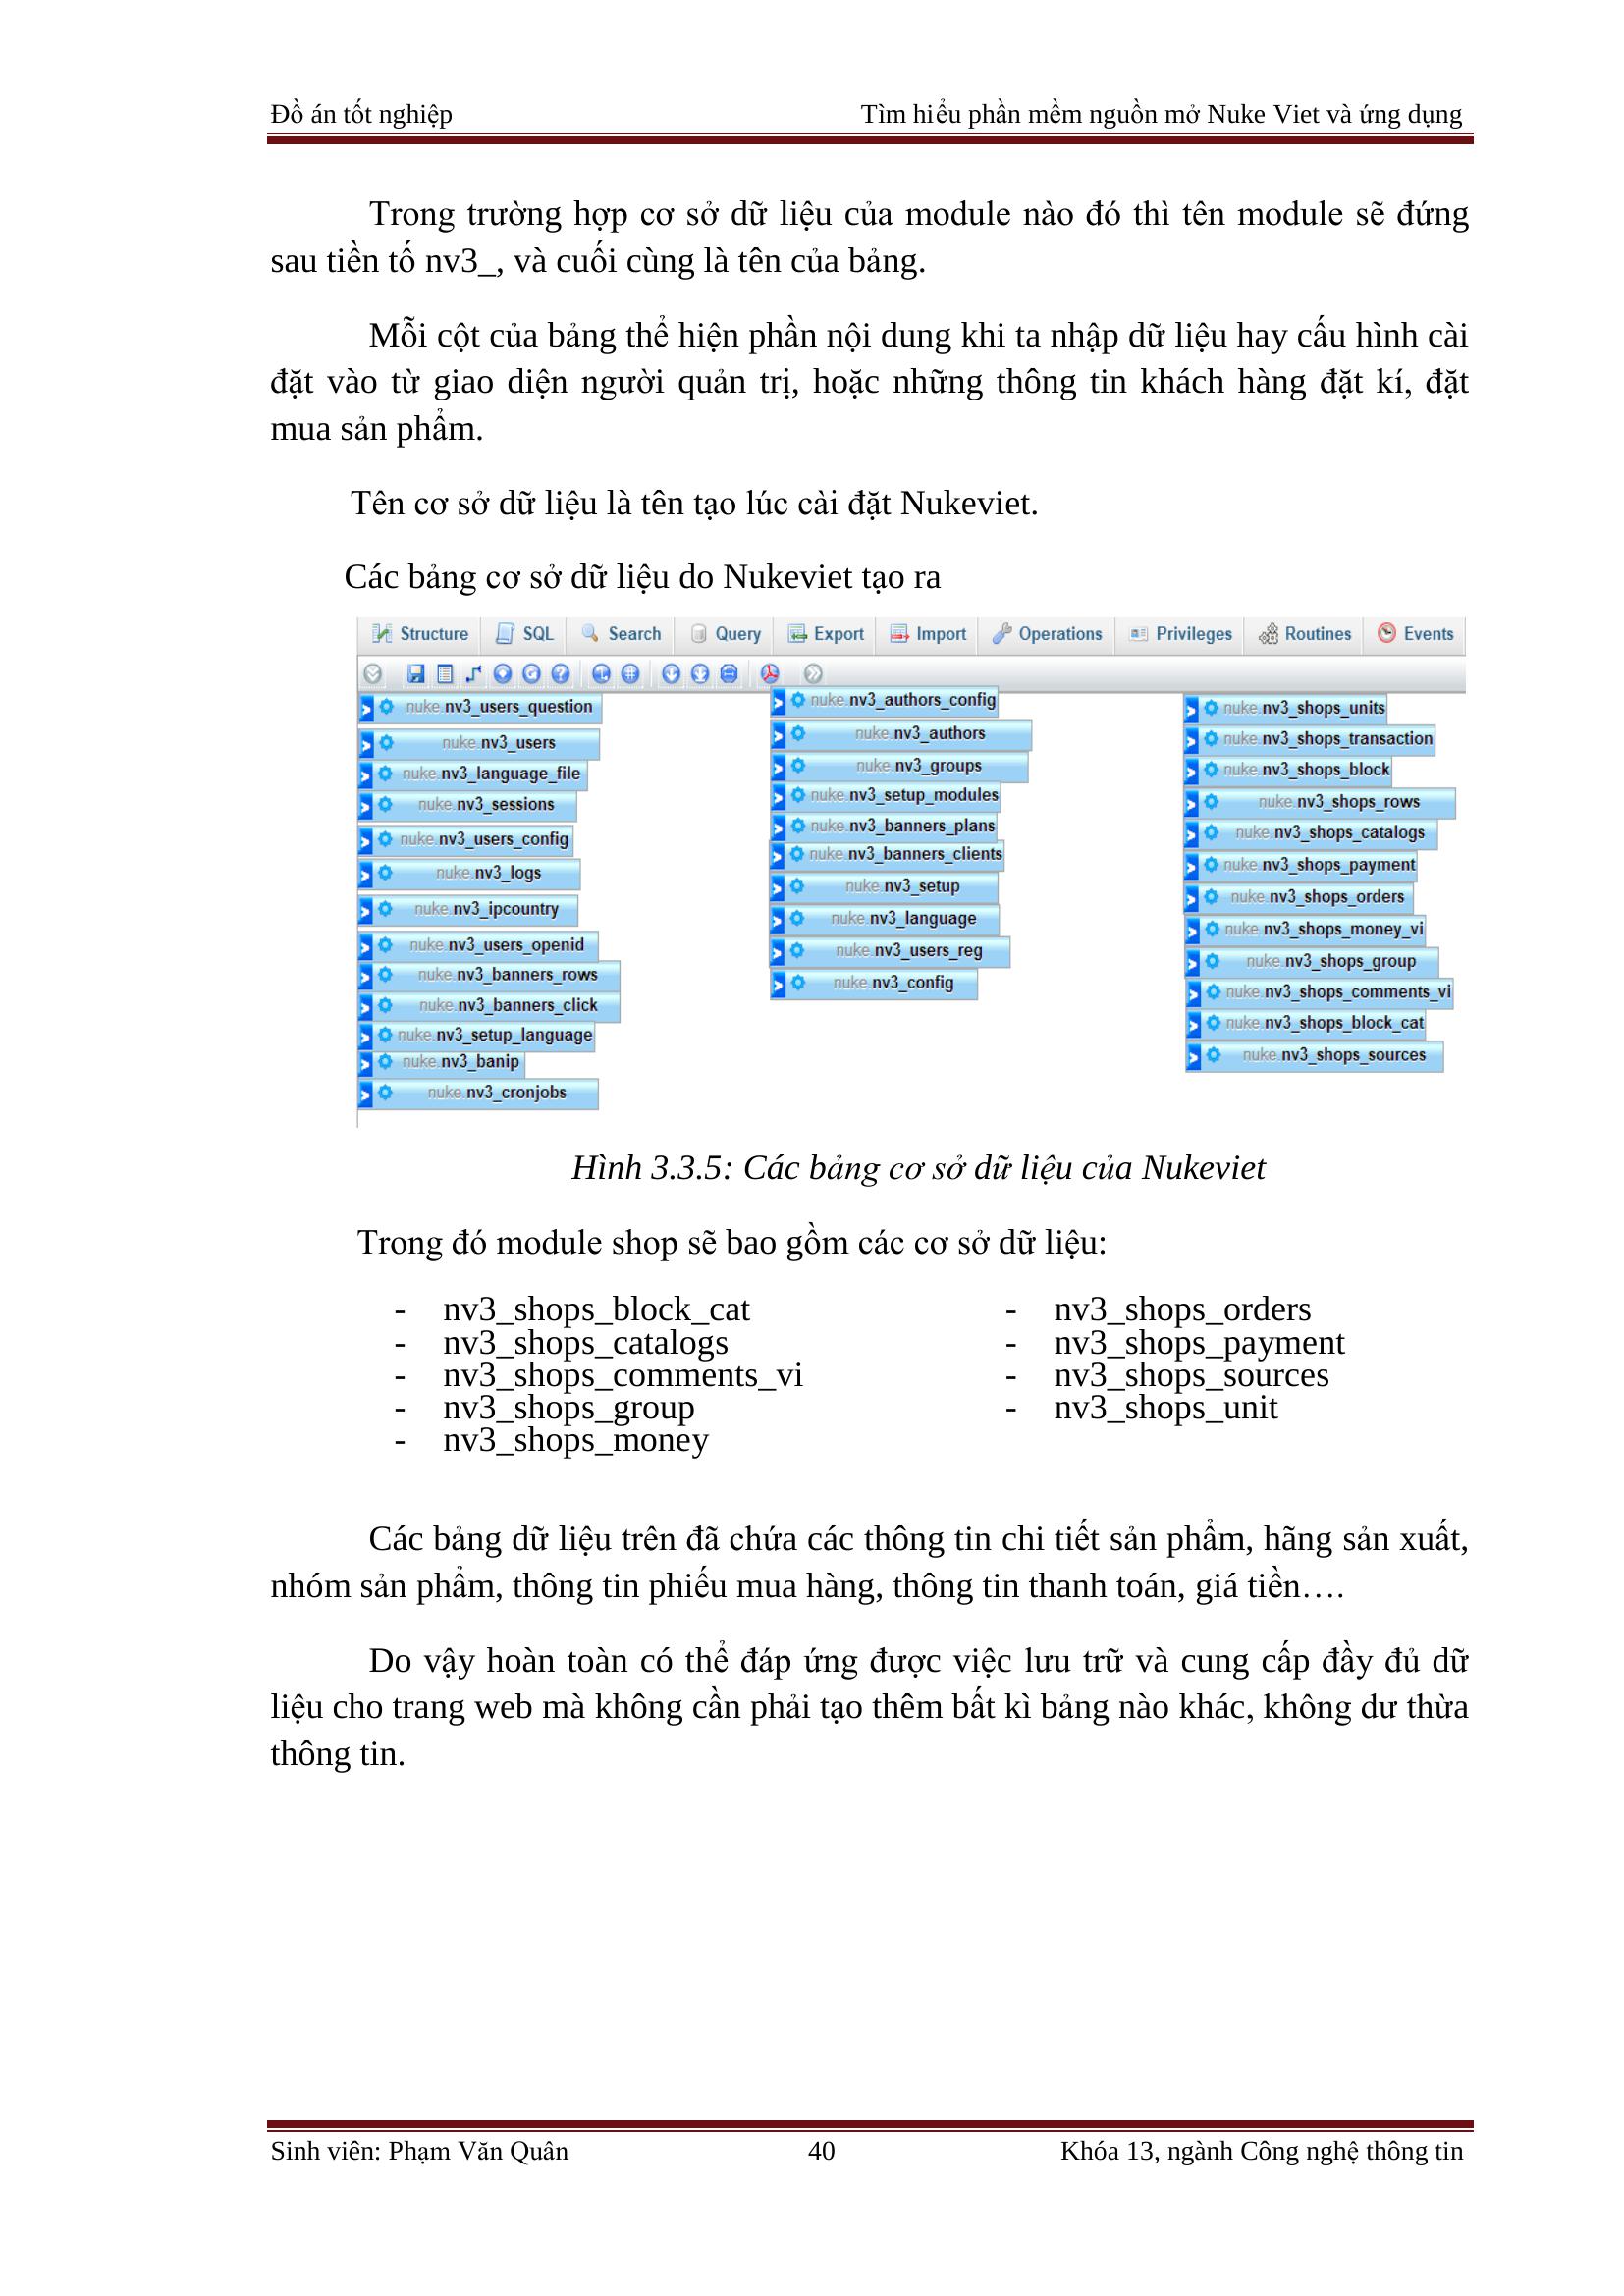 Đồ án tốt nghiệp Tìm hiểu phần mềm nguồn mở Nuke Viet và ứng dụng
Trong trường hợp cơ sở dữ liệu của module nào đó thì tên module sẽ đứng
sau tiền tố nv3_, và cuối cùng là tên của bảng.
Mỗi cột của bảng thể hiện phần nội dung khi ta nhập dữ liệu hay cấu hình cài
đặt vào từ giao diện người quản trị, hoặc những thông tin khách hàng đặt kí, đặt
mua sản phẩm.
Tên cơ sở dữ liệu là tên tạo lúc cài đặt Nukeviet.
Các bảng cơ sở dữ liệu do Nukeviet tạo ra
Structure SQL Search Query Export Import Operations Privileges Routines Events
nuke.nv3_users_question
nuke.nv3_users
nuke.nv3_language_file
nuke.nv3_sessions
nuke.nv3_users_config
nuke.nv3_logs
nuke.nv3_ipcountry
nuke.nv3_users_openid
nuke.nv3_banners_rows
nuke.nv3_banners_click
nuke.nv3_setup_language
nuke.nv3_banip
nuke.nv3_cronjobs
nuke.nv3_authors_config
nuke.nv3_authors
nuke.nv3_groups
nuke.nv3_setup_modules
nuke.nv3_banners_plans
nuke.nv3_banners_clients
nuke.nv3_setup
nuke.nv3_language
nuke.nv3_users_reg
nuke.nv3_config
nuke.nv3_shops_units
nuke.nv3_shops_transaction
nuke.nv3_shops_block
nuke.nv3_shops_rows
nuke.nv3_shops_catalogs
nuke.nv3_shops_payment
nuke.nv3_shops_orders
nuke.nv3_shops_money_vi
nuke.nv3_shops_group
nuke.nv3_shops_comments_vi
nuke.nv3_shops_block_cat
nuke.nv3_shops_sources
Hình 3.3.5: Các bảng cơ sở dữ liệu của Nukeviet
Trong đó module shop sẽ bao gồm các cơ sở dữ liệu:
- nv3_shops_block_cat
- nv3_shops_catalogs
- nv3_shops_comments_vi
- nv3_shops_group
- nv3_shops_money
- nv3_shops_orders
- nv3_shops_payment
- nv3_shops_sources
- nv3_shops_unit
Các bảng dữ liệu trên đã chứa các thông tin chi tiết sản phẩm, hãng sản xuất,
nhóm sản phẩm, thông tin phiếu mua hàng, thông tin thanh toán, giá tiền….
Do vậy hoàn toàn có thể đáp ứng được việc lưu trữ và cung cấp đầy đủ dữ
liệu cho trang web mà không cần phải tạo thêm bất kì bảng nào khác, không dư thừa
thông tin.
Sinh viên: Phạm Văn Quân 40 Khóa 13, ngành Công nghệ thông tin